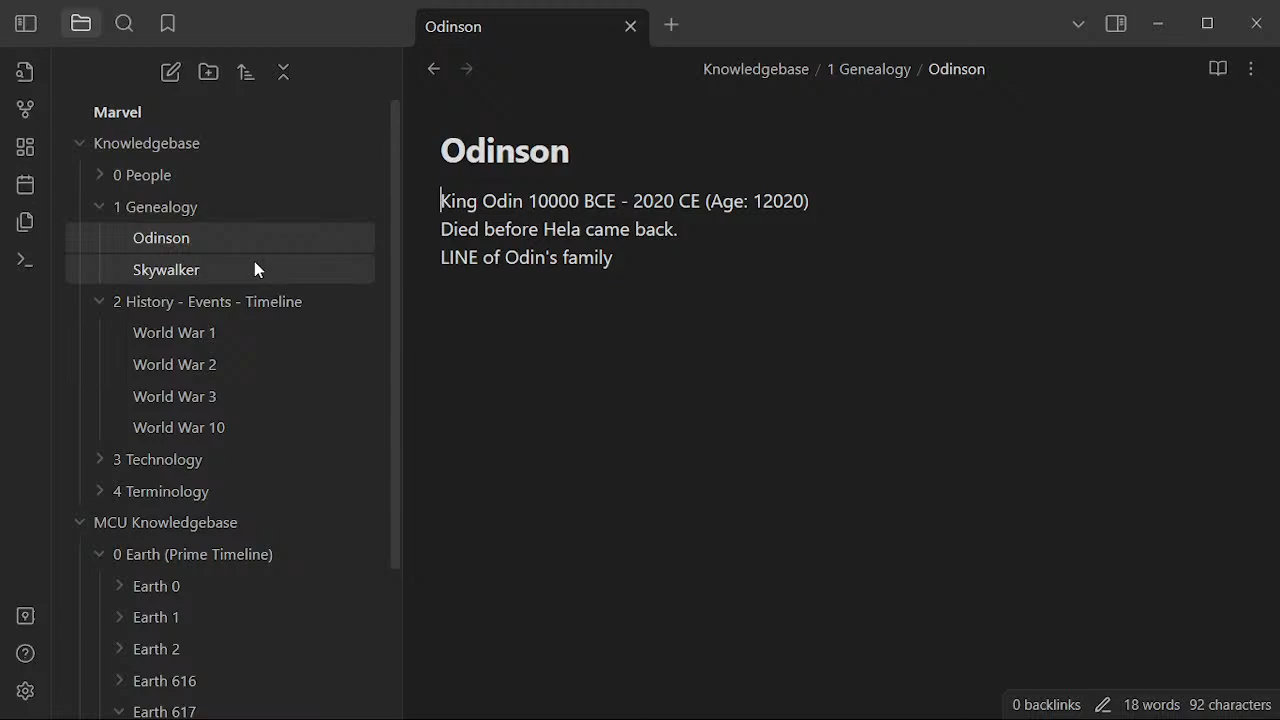 Odinson
Knowledgebase / 1 Genealogy / Odinson
Marvel
Knowledgebase
0 People
1 Genealogy
Odinson
Skywalker
2 History - Events - Timeline
World War 1
World War 2
World War 3
World War 10
3 Technology
4 Terminology
MCU Knowledgebase
0 Earth (Prime Timeline)
Earth 0
Earth 1
Earth 2
Earth 616
Earth 617
Odinson
King Odin 10000 BCE - 2020 CE (Age: 12020)
Died before Hela came back.
LINE of Odin's family
0 backlinks 18 words 92 characters